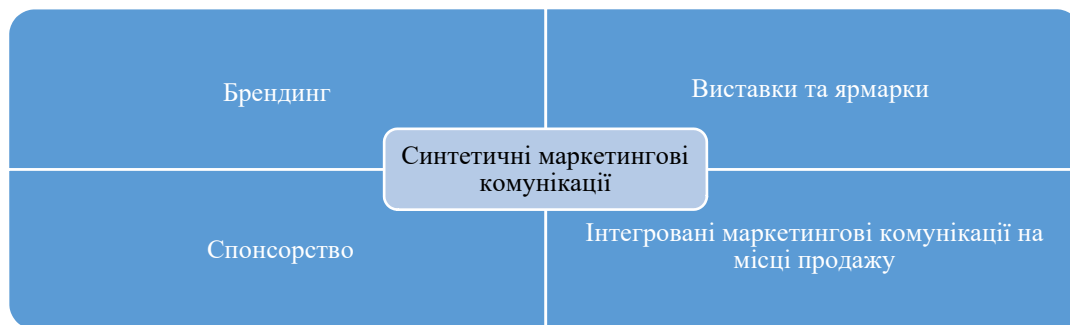 Брендинг
Виставки та ярмарки
Синтетичні маркетингові
комунікації
Спонсорство
Інтегровані маркетингові комунікації на
місці продажу